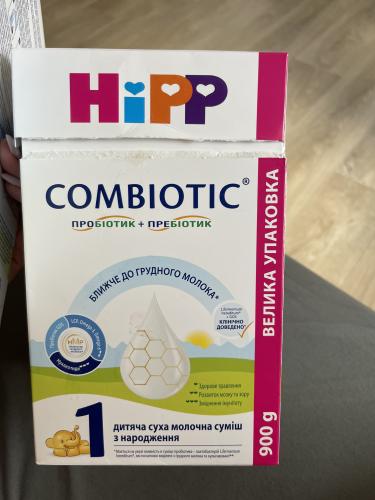 HiPP
COMBIOTIC®
ПРОБІОТИК + ПРЕБІОТИК
БЛИЖЧЕ ДО ГРУДНОГО МОЛОКА*
КЛІНІЧНО
ДОВЕДЕНО
HiPP
* Здорове травлення
** Розвиток мозку та зору
*** Зміцнення імунітету
1 дитяча суха молочна суміш
з народження
ВЕЛИКА УПАКОВКА
900 g